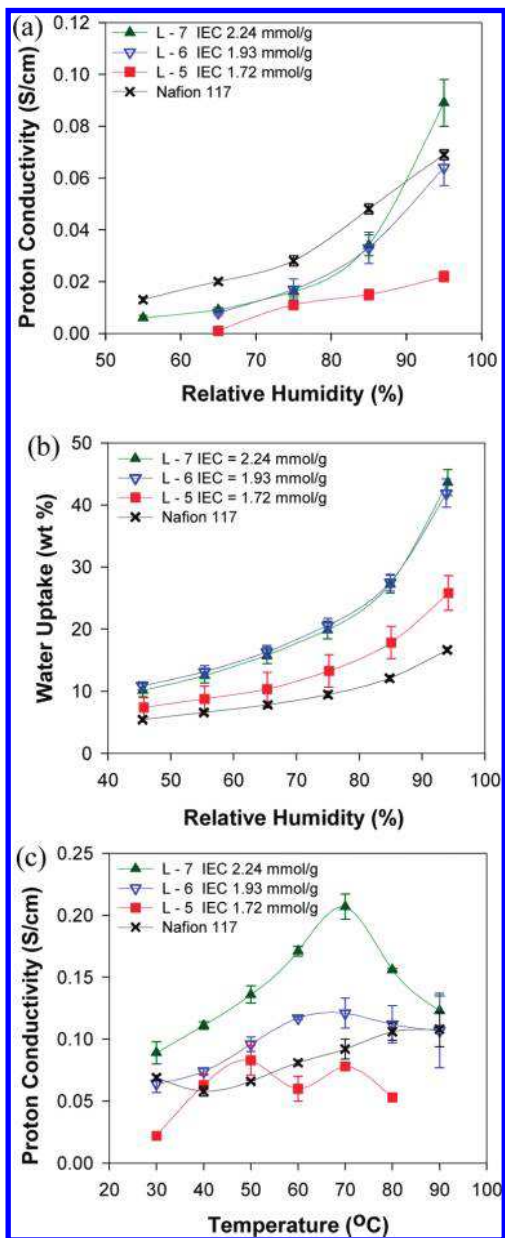 (a)
L - 7 IEC 2.24 mmol/g
L - 6 IEC 1.93 mmol/g
L - 5 IEC 1.72 mmol/g
Nafion 117
Proton Conductivity (S/cm)
0.12
0.10
0.08
0.06
0.04
0.02
0.00
50 60 70 80 90 100
Relative Humidity (%)
(b)
L - 7 IEC = 2.24 mmol/g
L - 6 IEC = 1.93 mmol/g
L - 5 IEC = 1.72 mmol/g
Nafion 117
Water Uptake (wt %)
50
40
30
20
10
0
40 50 60 70 80 90 100
Relative Humidity (%)
(c)
L - 7 IEC 2.24 mmol/g
L - 6 IEC 1.93 mmol/g
L - 5 IEC 1.72 mmol/g
Nafion 117
Proton Conductivity (S/cm)
0.25
0.20
0.15
0.10
0.05
0.00
20 30 40 50 60 70 80 90 100
Temperature (ºC)